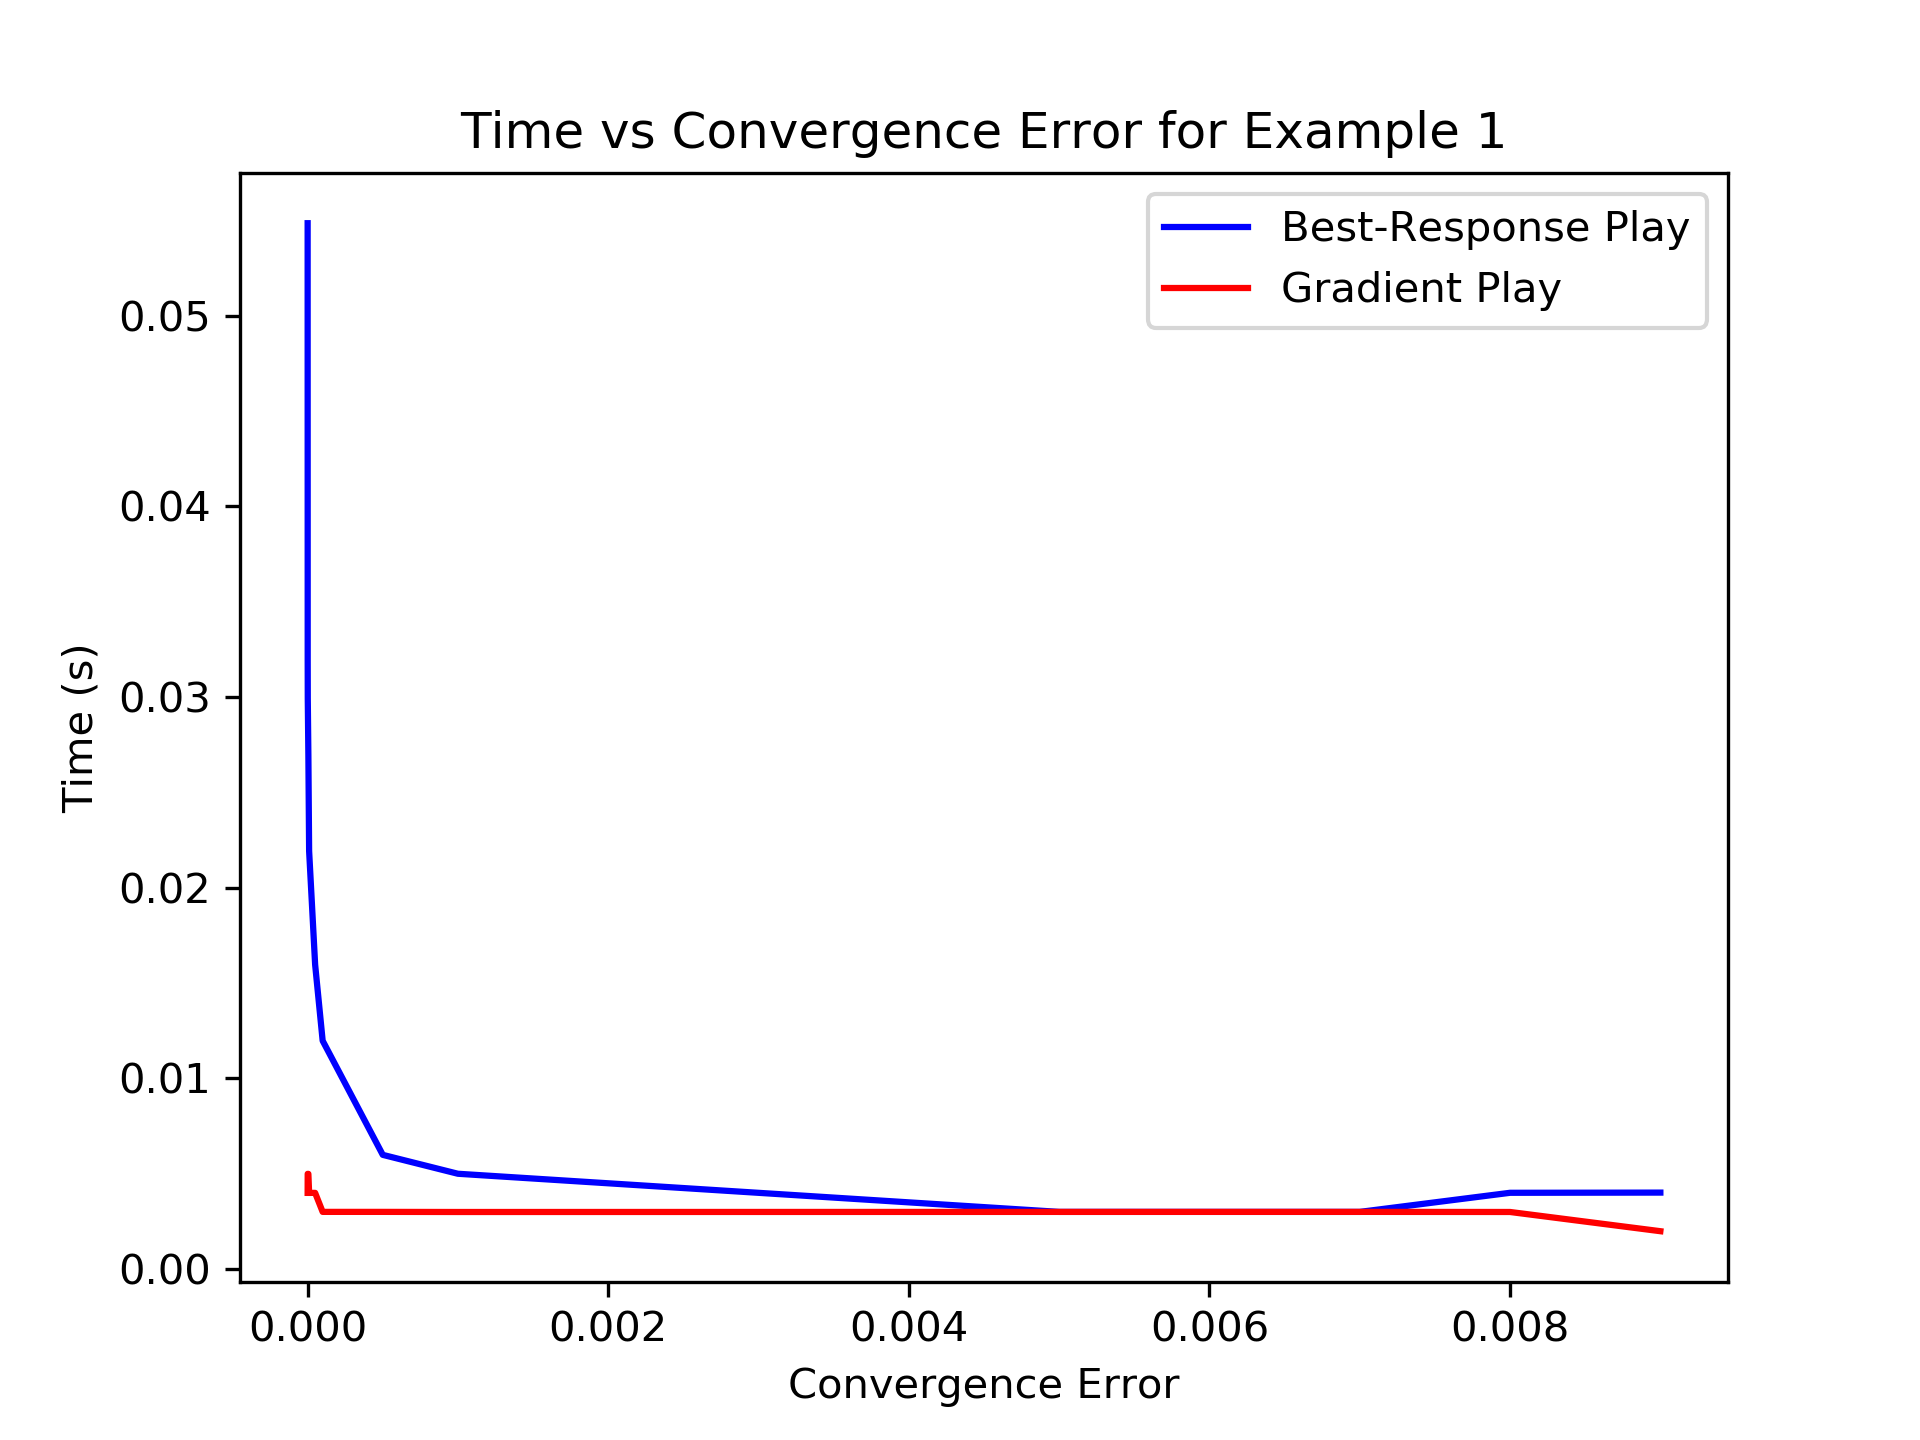 Time vs Convergence Error for Example 1
Best-Response Play
Gradient Play
0.05
0.04
0.03
0.02
0.01
0.00
Time (s)
0.000 0.002 0.004 0.006 0.008
Convergence Error